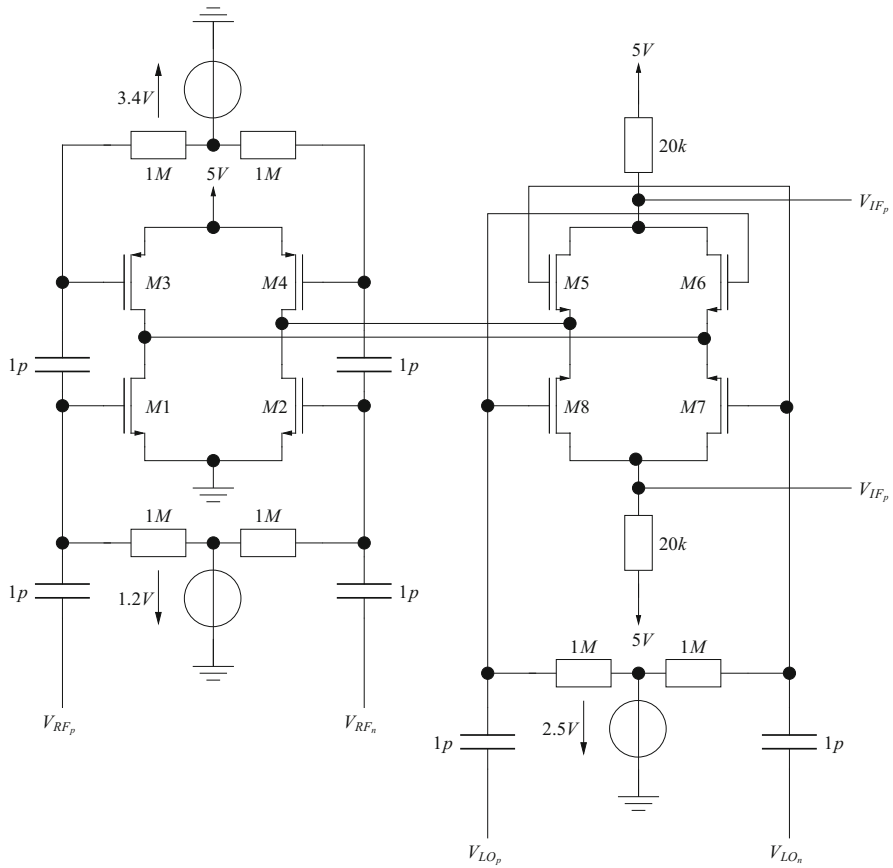 5V
3.4V
20k
1M 1M
5V
V_{IF_p}
M3 M4 M5 M6
1p 1p
M1 M2 M8 M7
V_{IF_p}
1M 1M
20k
1p 1.2V 1p
5V
1M 1M
V_{RF_p} V_{RF_n}
1p 2.5V 1p
V_{LO_p} V_{LO_n}